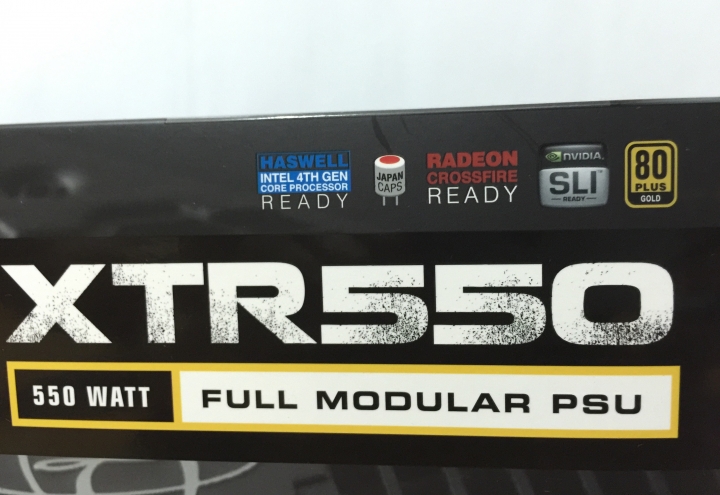 HASWELL
INTEL 4TH GEN
CORE PROCESSOR
READY
JAPAN
CAPS
RADEON
CROSSFIRE
READY
NVIDIA.
SLI™
READY
80
PLUS
GOLD
XTR550
550 WATT
FULL MODULAR PSU